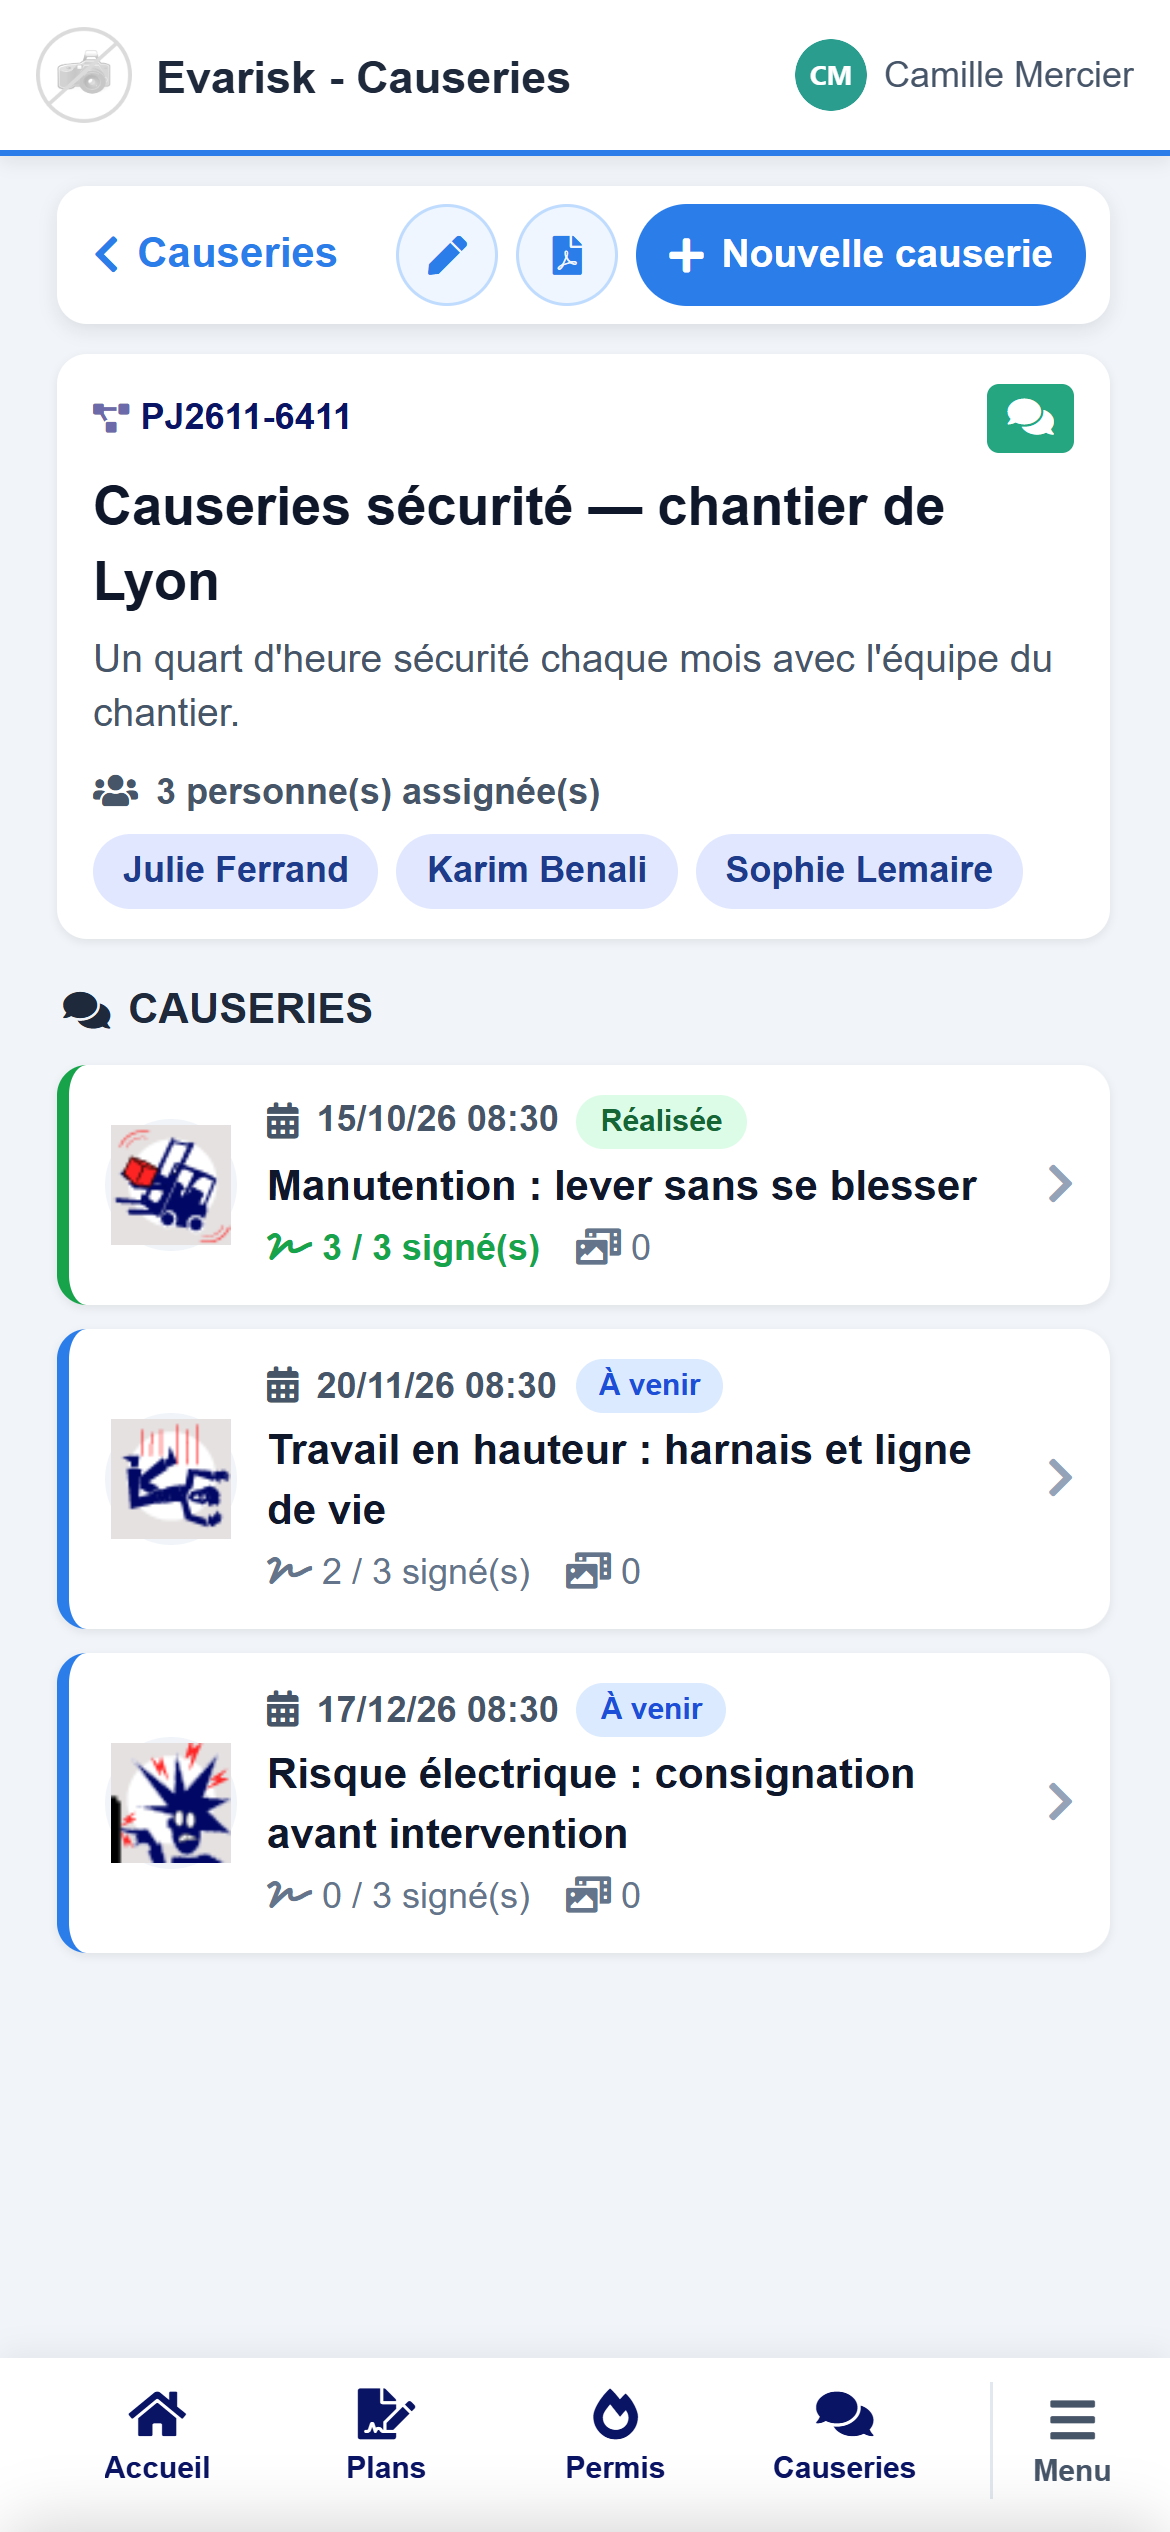 Evarisk - Causeries
CM Camille Mercier
Causeries
Nouvelle causerie
PJ2611-6411
Causeries sécurité — chantier de
Lyon
Un quart d'heure sécurité chaque mois avec l'équipe du
chantier.
3 personne(s) assignée(s)
Julie Ferrand Karim Benali Sophie Lemaire
CAUSERIES
15/10/26 08:30 Réalisée
Manutention : lever sans se blesser
3 / 3 signé(s) 0
20/11/26 08:30 À venir
Travail en hauteur : harnais et ligne
de vie
2 / 3 signé(s) 0
17/12/26 08:30 À venir
Risque électrique : consignation
avant intervention
0 / 3 signé(s) 0
Accueil Plans Permis Causeries Menu